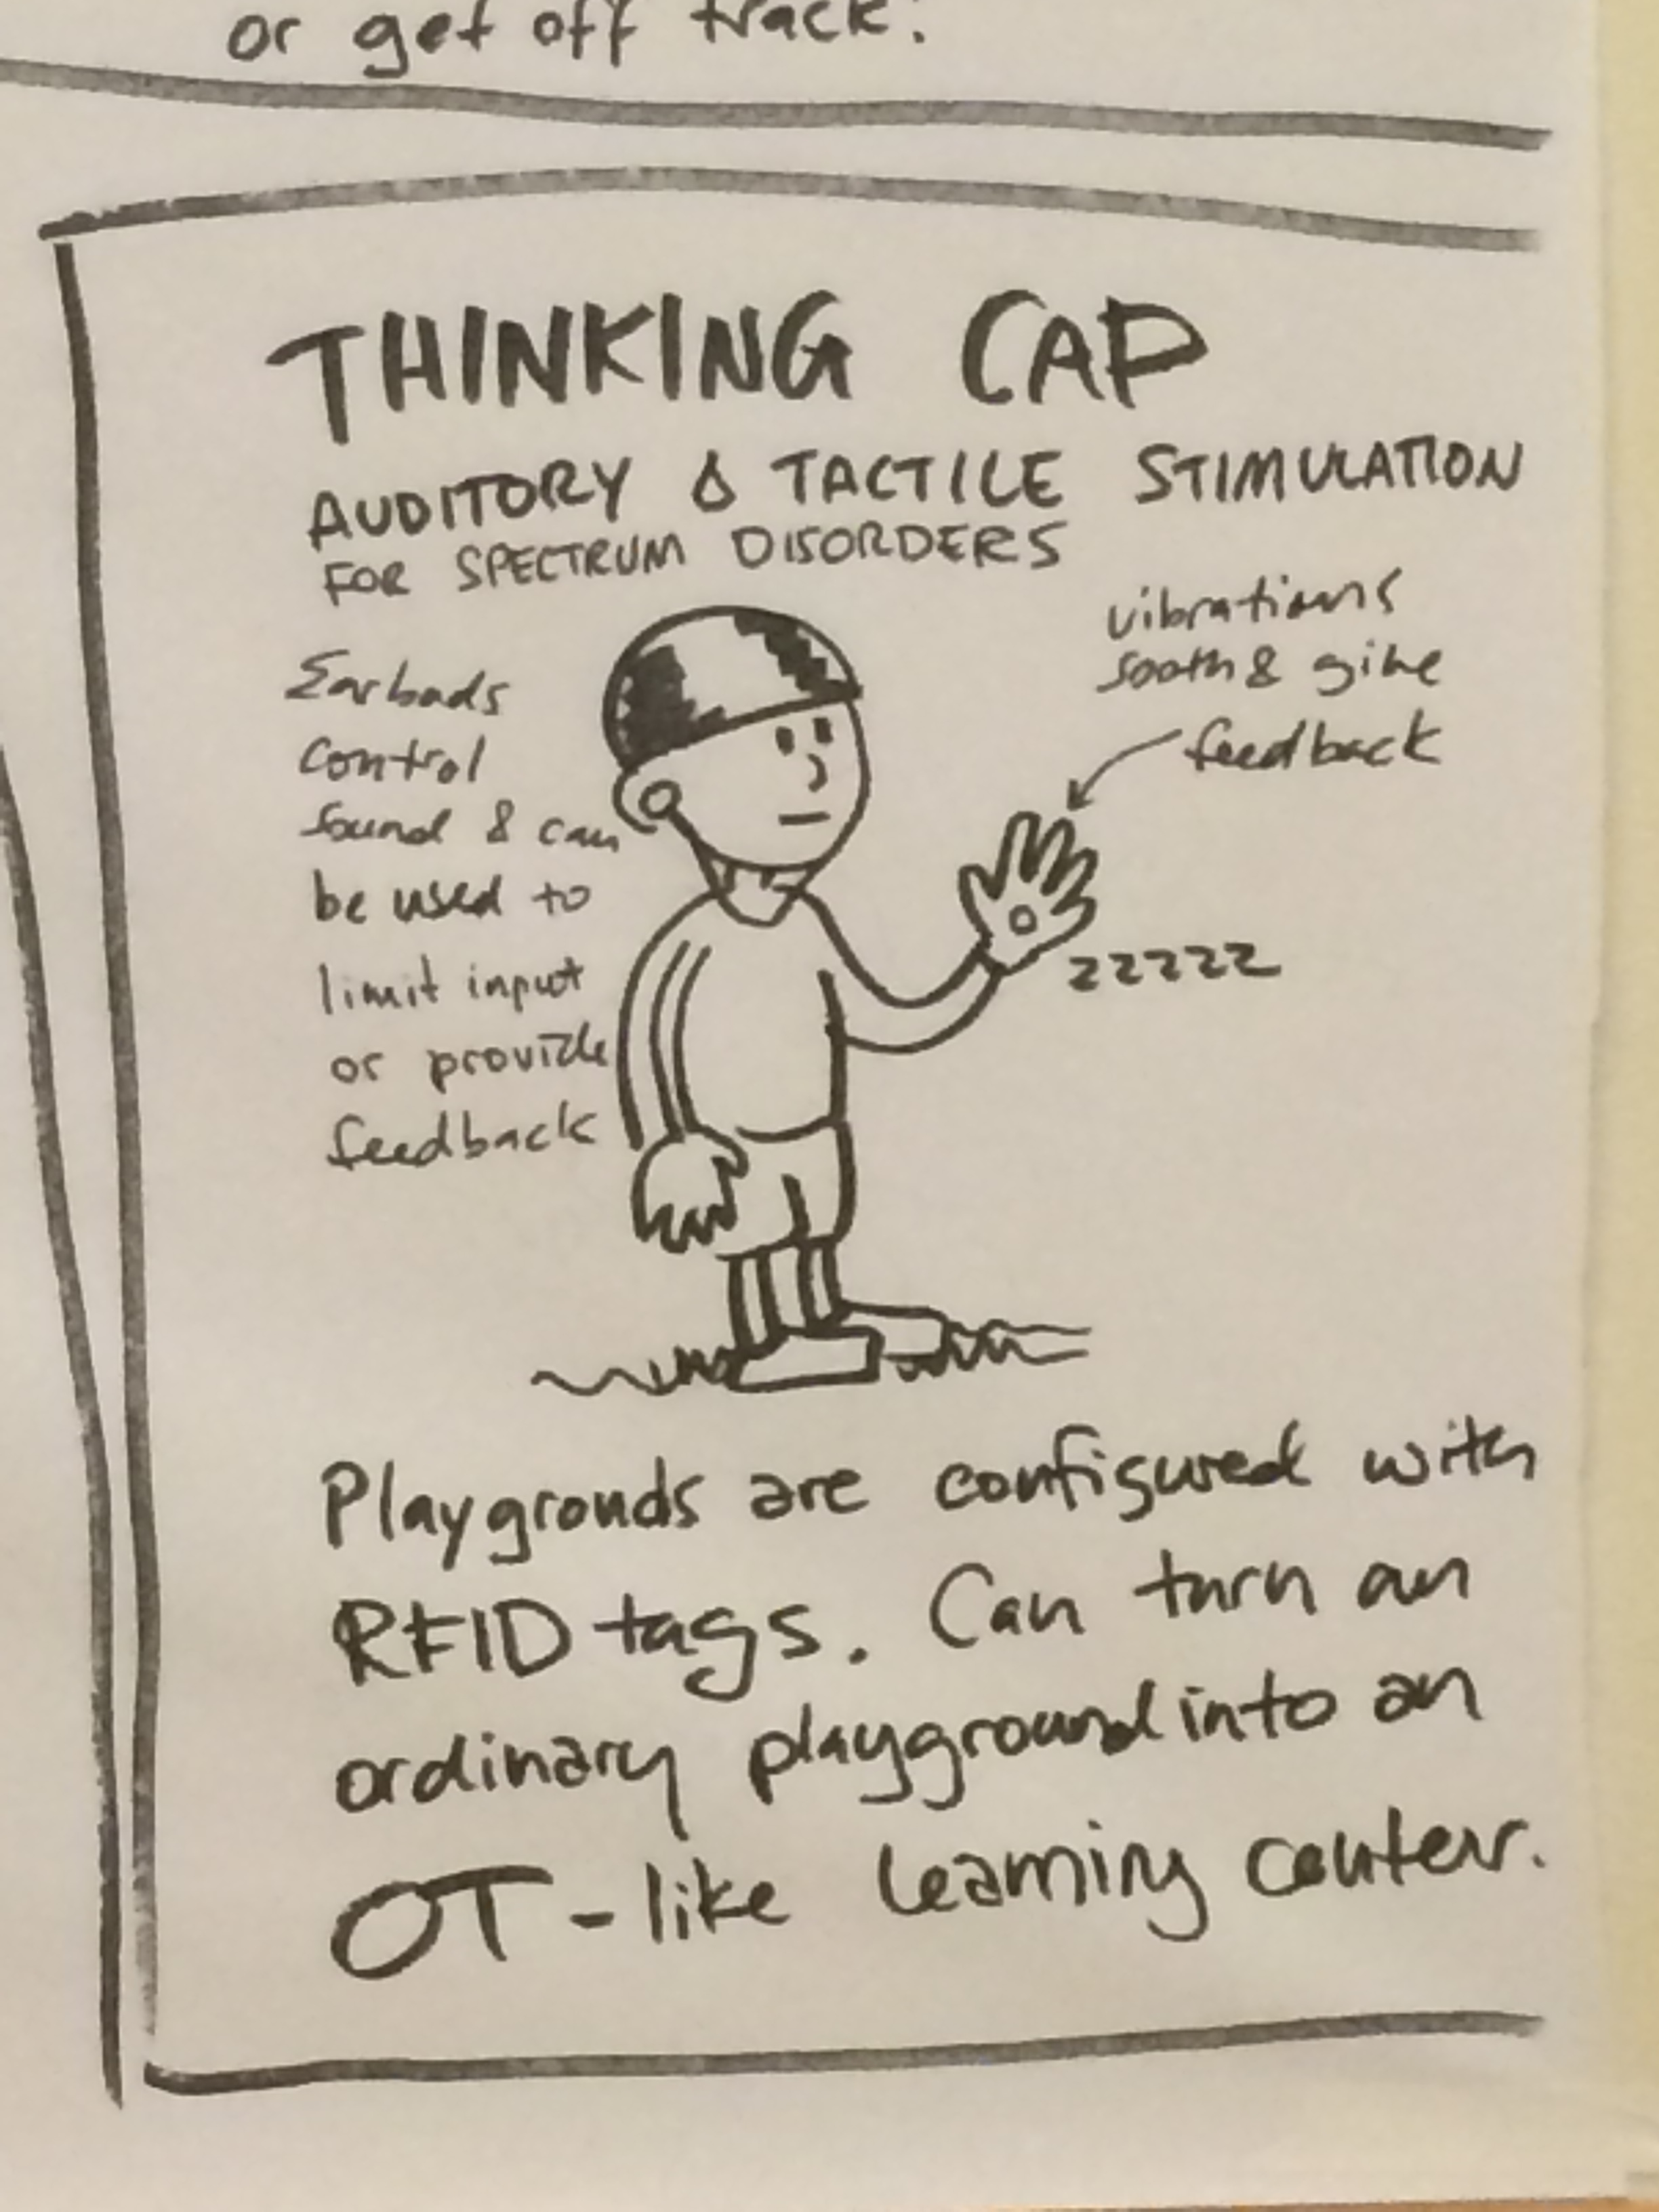 or get off track.
THINKING CAP
AUDITORY & TACTILE STIMULATION
FOR SPECTRUM DISORDERS
vibrations
sooth & give
feedback
Earbuds
control
sound & can
be used to
limit input
or provide
feedback
zzzzz
Playgrounds are configured with
RFID tags. Can turn an
ordinary playground into an
OT-like learning center.